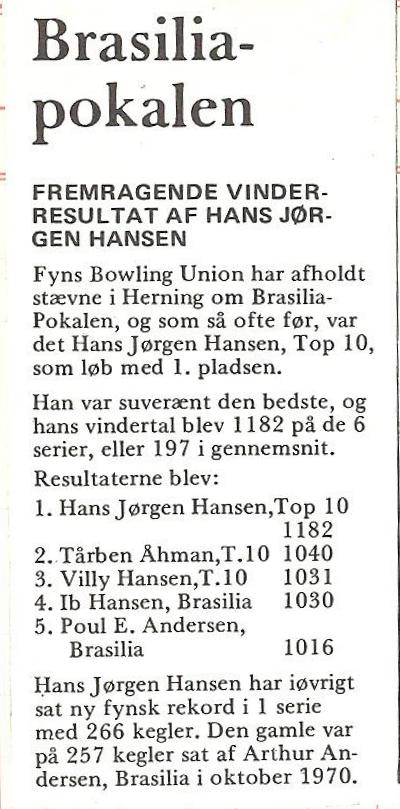 Brasilia-
pokalen
FREMRAGENDE VINDER-
RESULTAT AF HANS JØR-
GEN HANSEN
Fyns Bowling Union har afholdt
stævne i Herning om Brasilia-
Pokalen, og som så ofte før, var
det Hans Jørgen Hansen, Top 10,
som løb med 1. pladsen.
Han var suverænt den bedste, og
hans vindertal blev 1182 på de 6
serier, eller 197 i gennemsnit.
Resultaterne blev:
1. Hans Jørgen Hansen,Top 10
1182
2. Tårben Åhman,T.10 1040
3. Villy Hansen,T.10 1031
4. Ib Hansen, Brasilia 1030
5. Poul E. Andersen,
Brasilia 1016
Hans Jørgen Hansen har iøvrigt
sat ny fynsk rekord i 1 serie
med 266 kegler. Den gamle var
på 257 kegler sat af Arthur An-
dersen, Brasilia i oktober 1970.